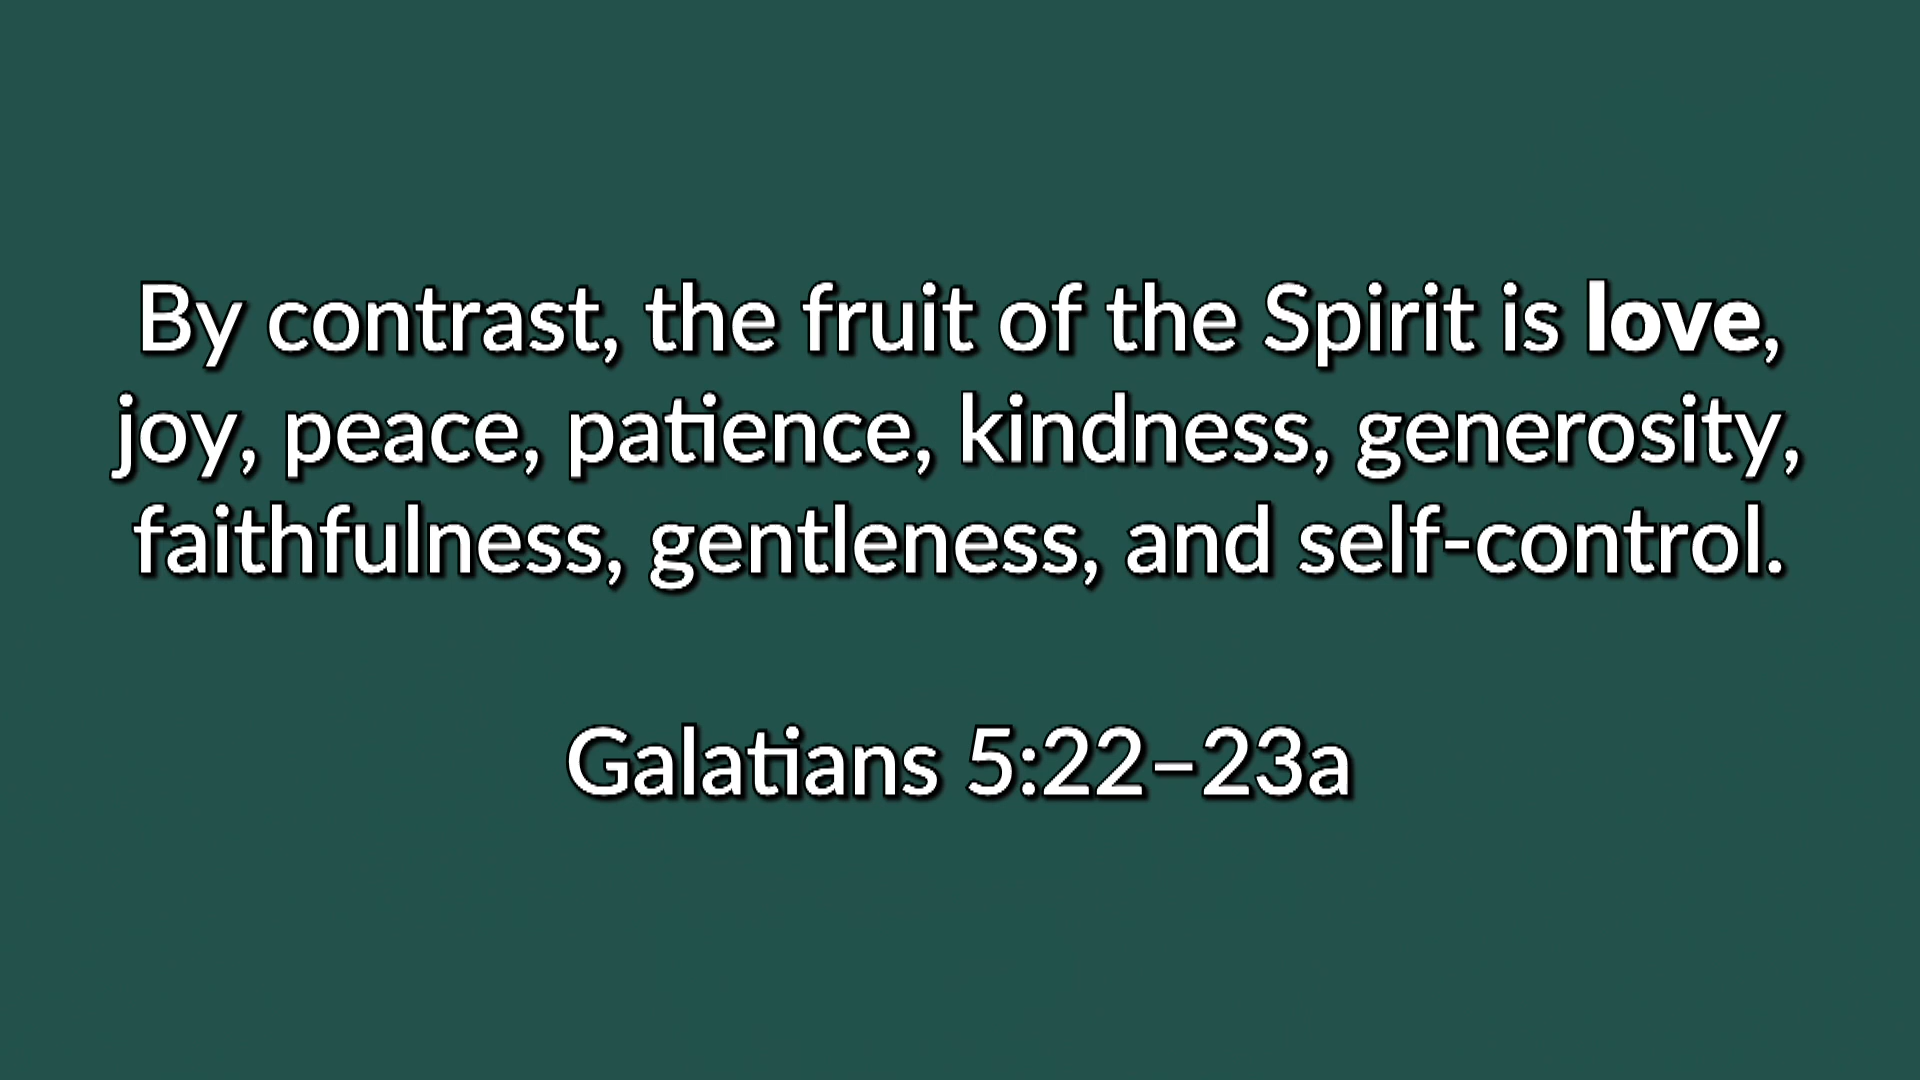 By contrast, the fruit of the Spirit is love,
joy, peace, patience, kindness, generosity,
faithfulness, gentleness, and self-control.
Galatians 5:22–23a